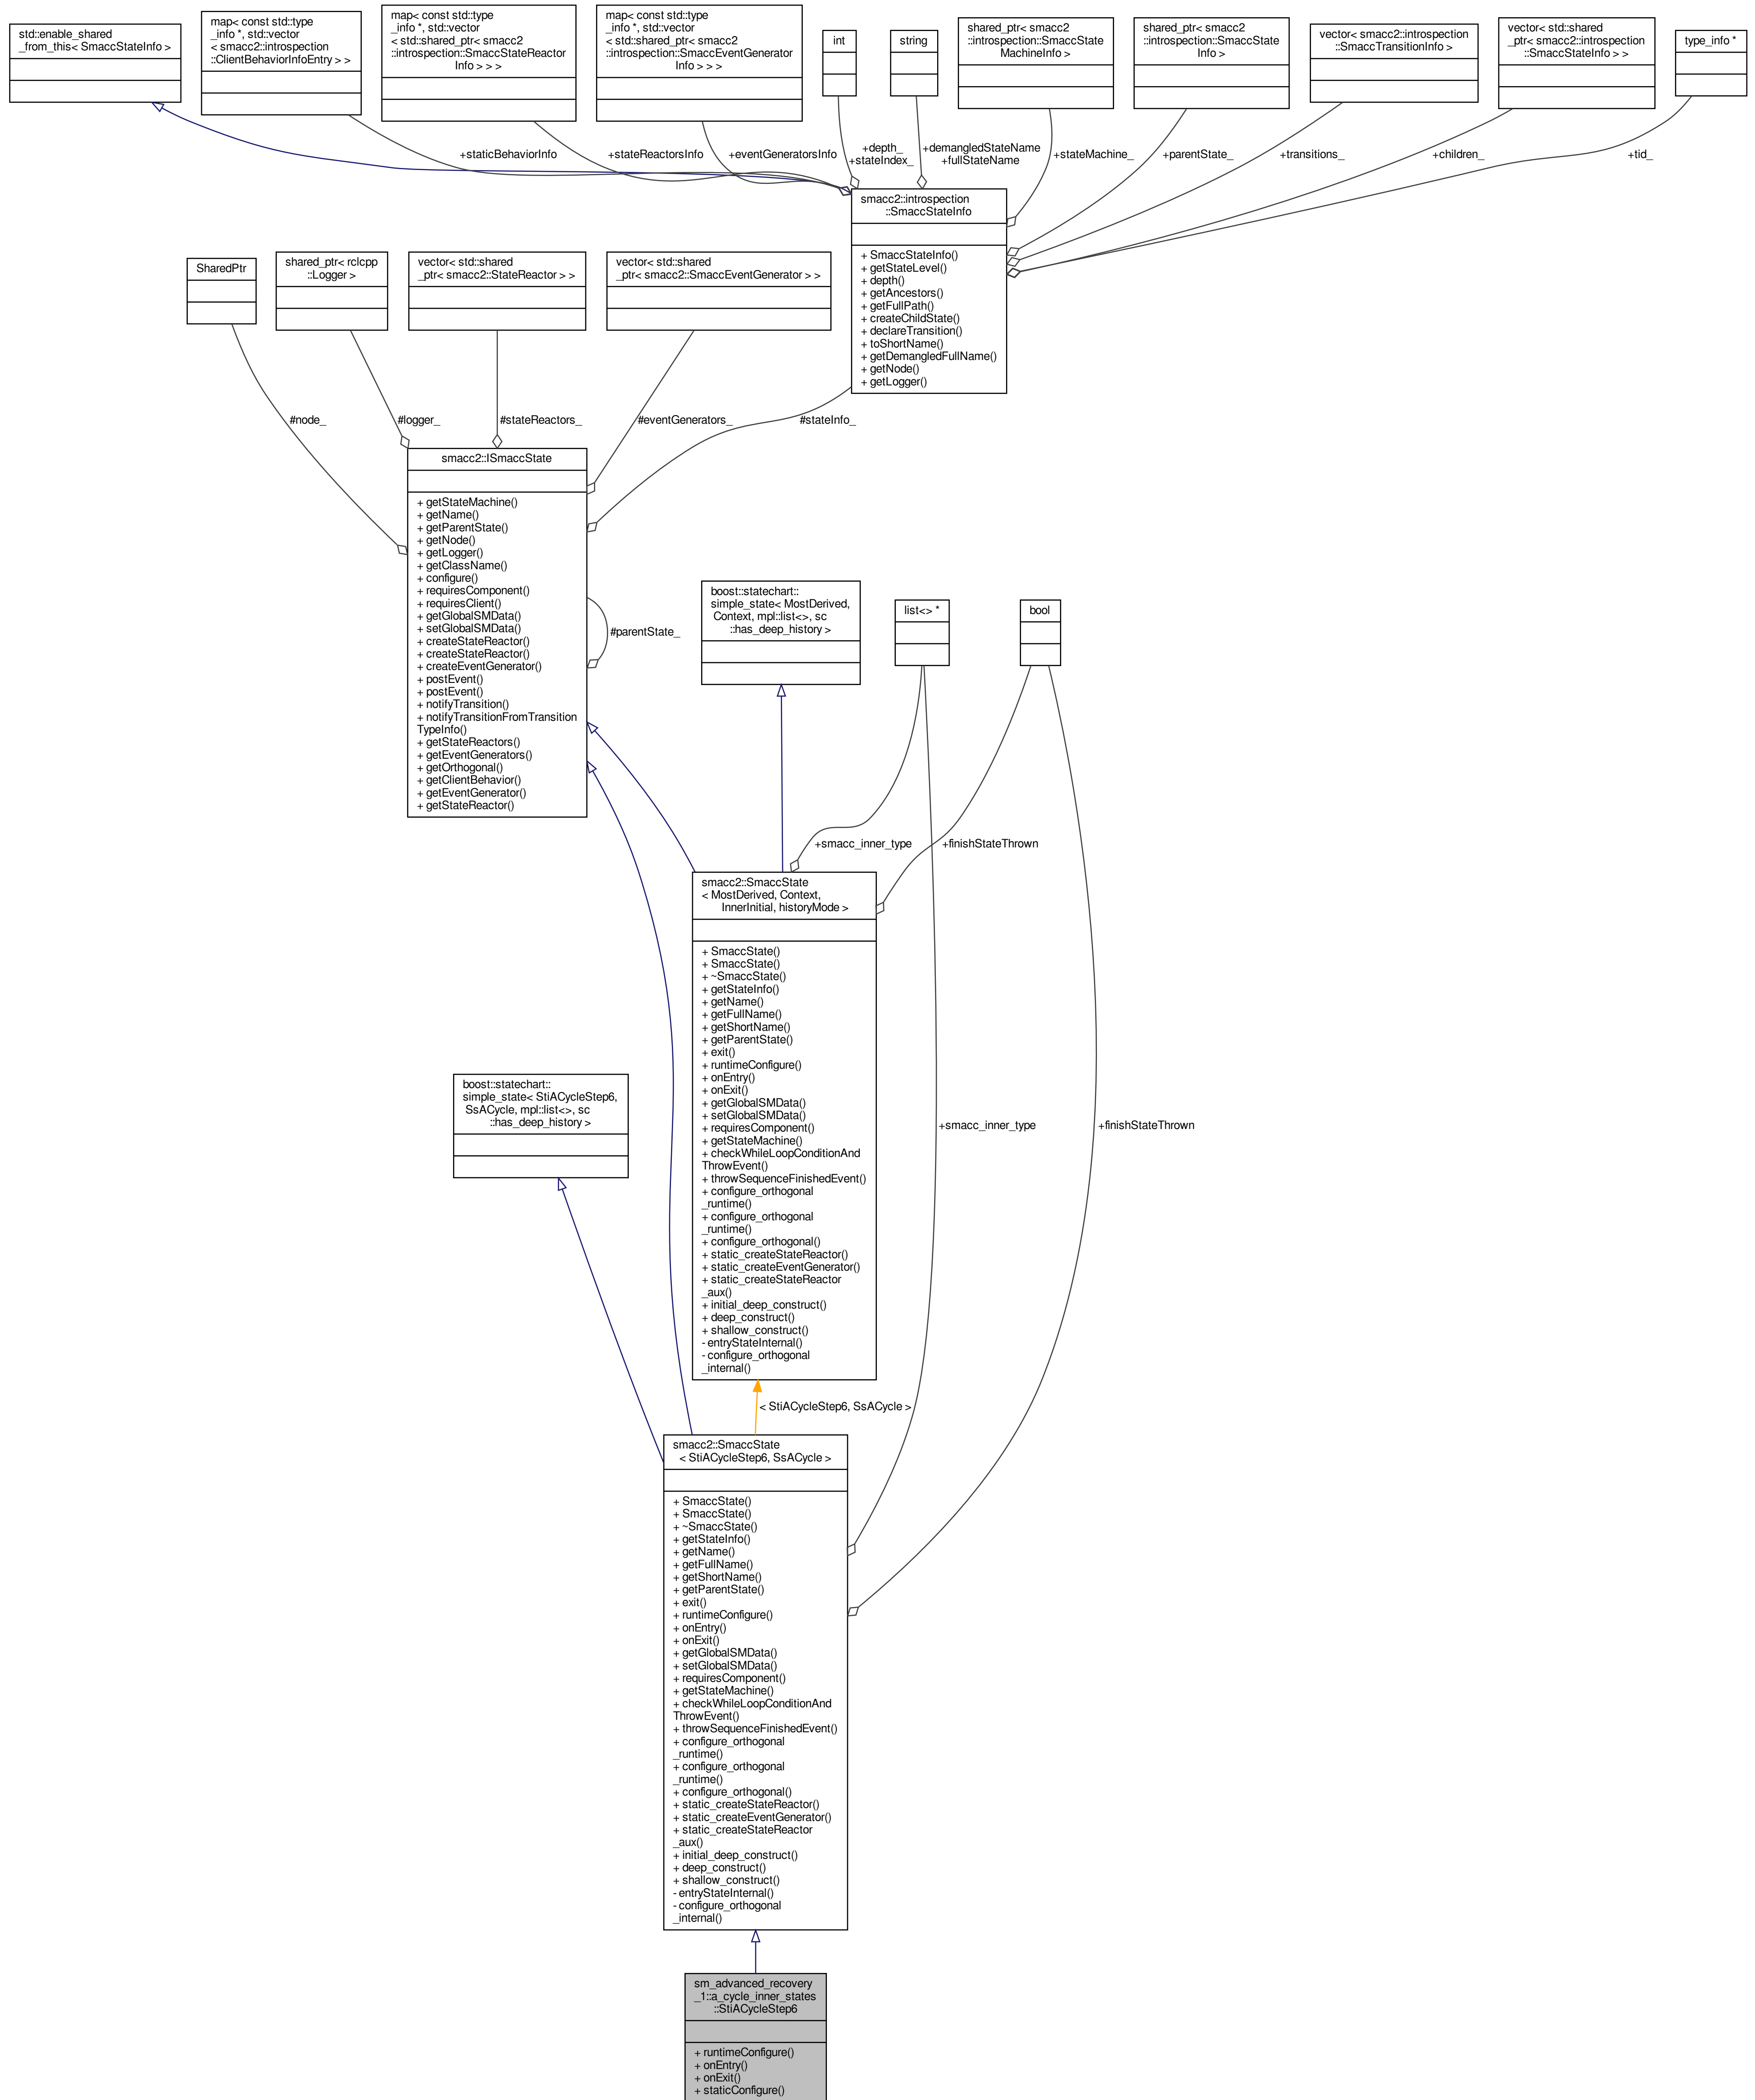 std::enable_shared
_from_this< SmaccStateInfo >
map< const std::type
_info *, std::vector
< smacc2::introspection
::ClientBehaviorInfoEntry > >
map< const std::type
_info *, std::vector
< std::shared_ptr< smacc2
::introspection::SmaccStateReactor
Info > > >
map< const std::type
_info *, std::vector
< std::shared_ptr< smacc2
::introspection::SmaccEventGenerator
Info > > >
int
string
shared_ptr< smacc2
::introspection::SmaccState
MachineInfo >
shared_ptr< smacc2
::introspection::SmaccState
Info >
vector< smacc2::introspection
::SmaccTransitionInfo >
vector< std::shared
_ptr< smacc2::introspection
::SmaccStateInfo > >
type_info *
+staticBehaviorInfo
+stateReactorsInfo
+eventGeneratorsInfo
+depth_
+stateIndex_
+demangledStateName
+fullStateName
+stateMachine_
+parentState_
+transitions_
+children_
+tid_
smacc2::introspection
::SmaccStateInfo
+ SmaccStateInfo()
+ getStateLevel()
+ depth()
+ getAncestors()
+ getFullPath()
+ createChildState()
+ declareTransition()
+ toShortName()
+ getDemangledFullName()
+ getNode()
+ getLogger()
SharedPtr
shared_ptr< rclcpp
::Logger >
vector< std::shared
_ptr< smacc2::StateReactor > >
vector< std::shared
_ptr< smacc2::SmaccEventGenerator > >
#node_
#logger_
#stateReactors_
#eventGenerators_
#stateInfo_
smacc2::ISmaccState
+ getStateMachine()
+ getName()
+ getParentState()
+ getNode()
+ getLogger()
+ getClassName()
+ configure()
+ requiresComponent()
+ requiresClient()
+ getGlobalSMData()
+ setGlobalSMData()
+ createStateReactor()
+ createStateReactor()
+ createEventGenerator()
+ postEvent()
+ postEvent()
+ notifyTransition()
+ notifyTransitionFromTransition
TypeInfo()
+ getStateReactors()
+ getEventGenerators()
+ getOrthogonal()
+ getClientBehavior()
+ getEventGenerator()
+ getStateReactor()
#parentState_
boost::statechart::
simple_state< MostDerived,
Context, mpl::list<>, sc
::has_deep_history >
list<> *
bool
+smacc_inner_type
+finishStateThrown
smacc2::SmaccState
< MostDerived, Context,
InnerInitial, historyMode >
+ SmaccState()
+ SmaccState()
+ ~SmaccState()
+ getStateInfo()
+ getName()
+ getFullName()
+ getShortName()
+ getParentState()
+ exit()
+ runtimeConfigure()
+ onEntry()
+ onExit()
+ getGlobalSMData()
+ setGlobalSMData()
+ requiresComponent()
+ getStateMachine()
+ checkWhileLoopConditionAnd
ThrowEvent()
+ throwSequenceFinishedEvent()
+ configure_orthogonal
_runtime()
+ configure_orthogonal
_runtime()
+ configure_orthogonal()
+ static_createStateReactor()
+ static_createEventGenerator()
+ static_createStateReactor
_aux()
+ initial_deep_construct()
+ deep_construct()
+ shallow_construct()
- entryStateInternal()
- configure_orthogonal
_internal()
boost::statechart::
simple_state< StiACycleStep6,
SsACycle, mpl::list<>, sc
::has_deep_history >
+smacc_inner_type
+finishStateThrown
< StiACycleStep6, SsACycle >
smacc2::SmaccState
< StiACycleStep6, SsACycle >
+ SmaccState()
+ SmaccState()
+ ~SmaccState()
+ getStateInfo()
+ getName()
+ getFullName()
+ getShortName()
+ getParentState()
+ exit()
+ runtimeConfigure()
+ onEntry()
+ onExit()
+ getGlobalSMData()
+ setGlobalSMData()
+ requiresComponent()
+ getStateMachine()
+ checkWhileLoopConditionAnd
ThrowEvent()
+ throwSequenceFinishedEvent()
+ configure_orthogonal
_runtime()
+ configure_orthogonal
_runtime()
+ configure_orthogonal()
+ static_createStateReactor()
+ static_createEventGenerator()
+ static_createStateReactor
_aux()
+ initial_deep_construct()
+ deep_construct()
+ shallow_construct()
- entryStateInternal()
- configure_orthogonal
_internal()
sm_advanced_recovery
_1::a_cycle_inner_states
::StiACycleStep6
+ runtimeConfigure()
+ onEntry()
+ onExit()
+ staticConfigure()